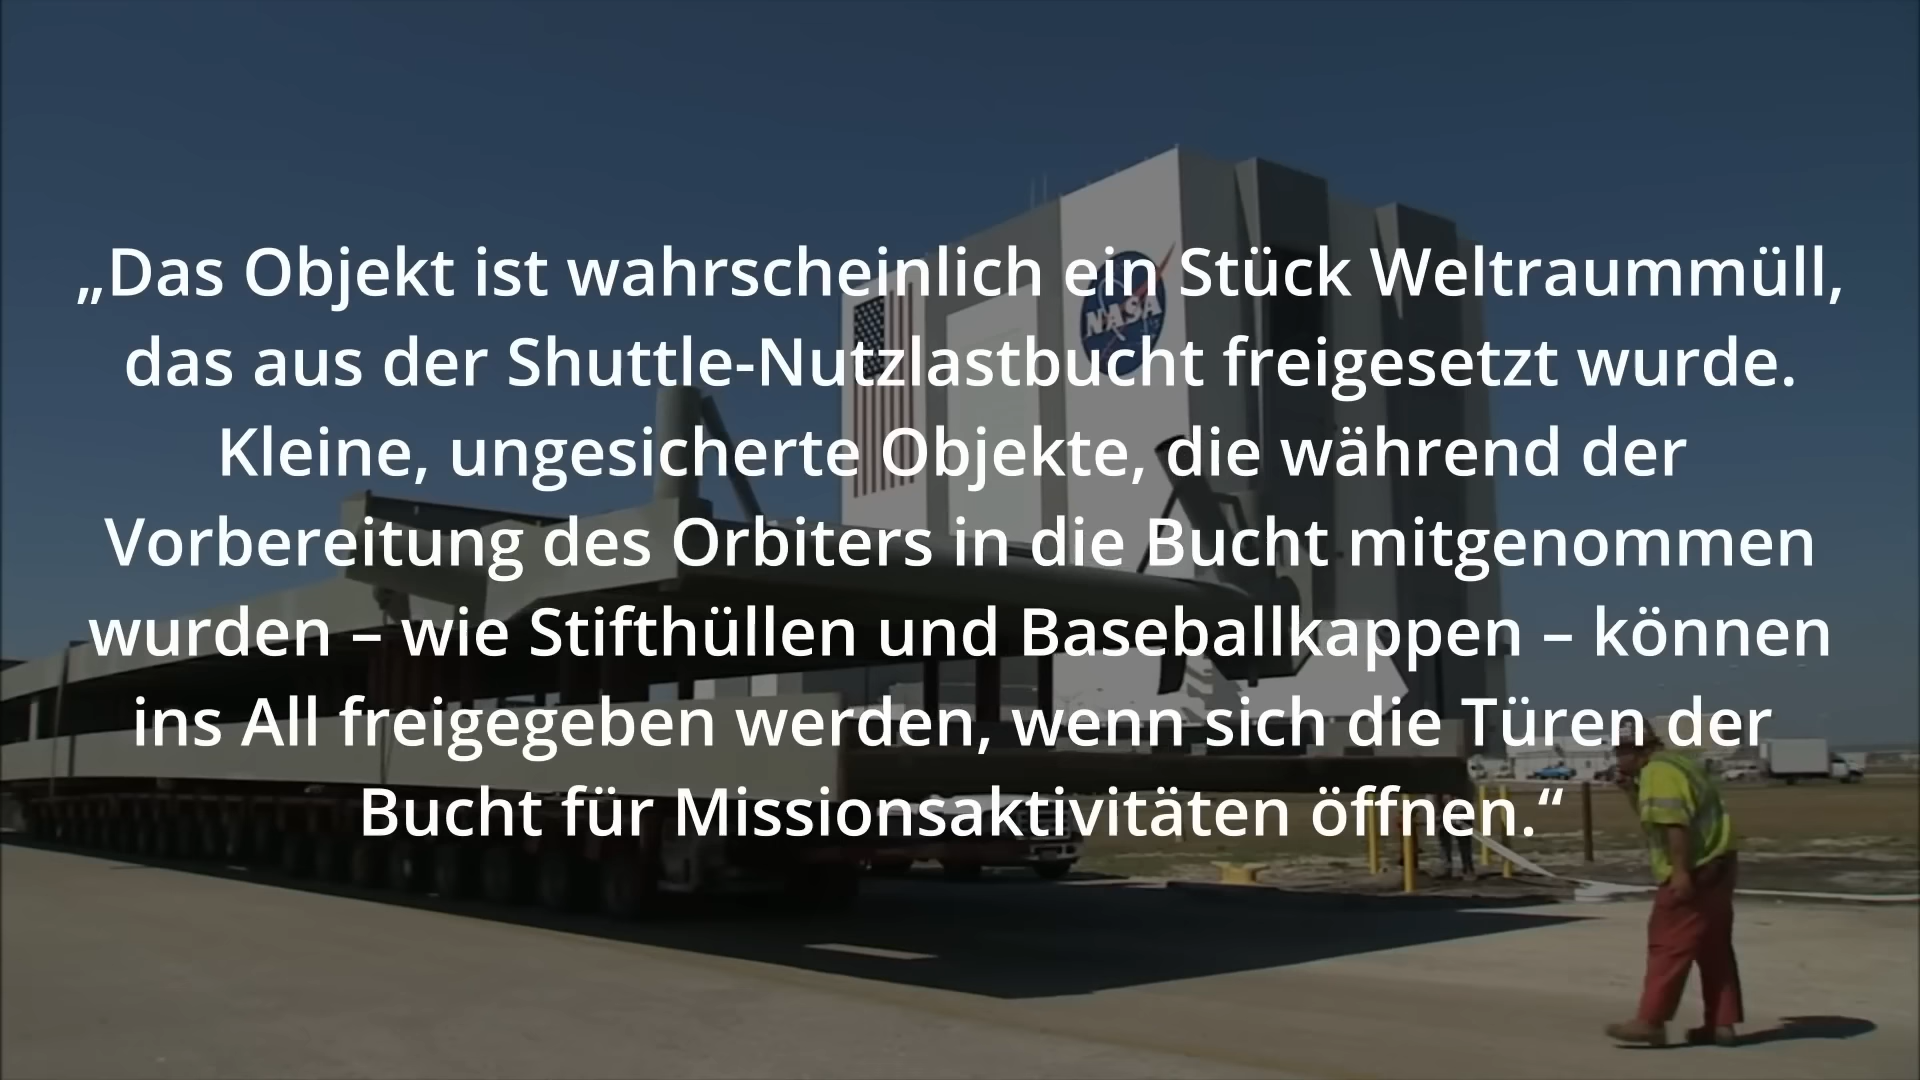 „Das Objekt ist wahrscheinlich ein Stück Weltraummüll,
das aus der Shuttle-Nutzlastbucht freigesetzt wurde.
Kleine, ungesicherte Objekte, die während der
Vorbereitung des Orbiters in die Bucht mitgenommen
wurden – wie Stifthüllen und Baseballkappen – können
ins All freigegeben werden, wenn sich die Türen der
Bucht für Missionsaktivitäten öffnen.“
NASA